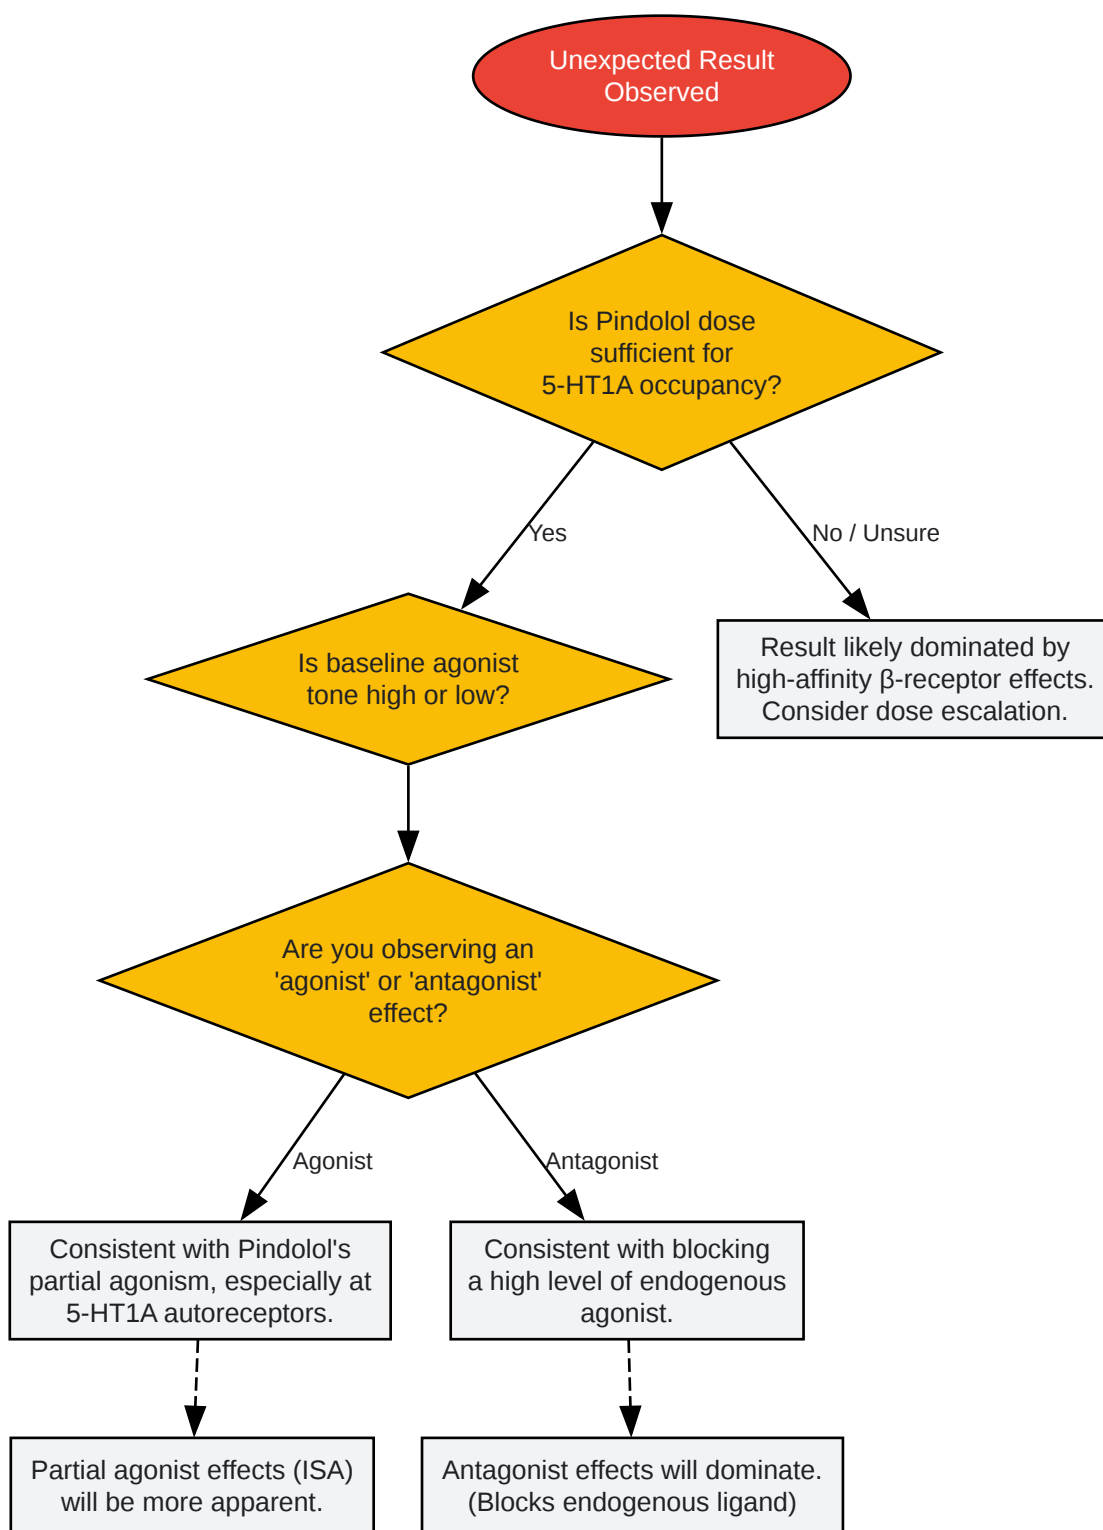 Unexpected Result
Observed
Is Pindolol dose
sufficient for
5-HT1A occupancy?
Yes
No / Unsure
Is baseline agonist
tone high or low?
Result likely dominated by
high-affinity β-receptor effects.
Consider dose escalation.
Are you observing an
'agonist' or 'antagonist'
effect?
Agonist
Antagonist
Consistent with Pindolol's
partial agonism, especially at
5-HT1A autoreceptors.
Consistent with blocking
a high level of endogenous
agonist.
Partial agonist effects (ISA)
will be more apparent.
Antagonist effects will dominate.
(Blocks endogenous ligand)